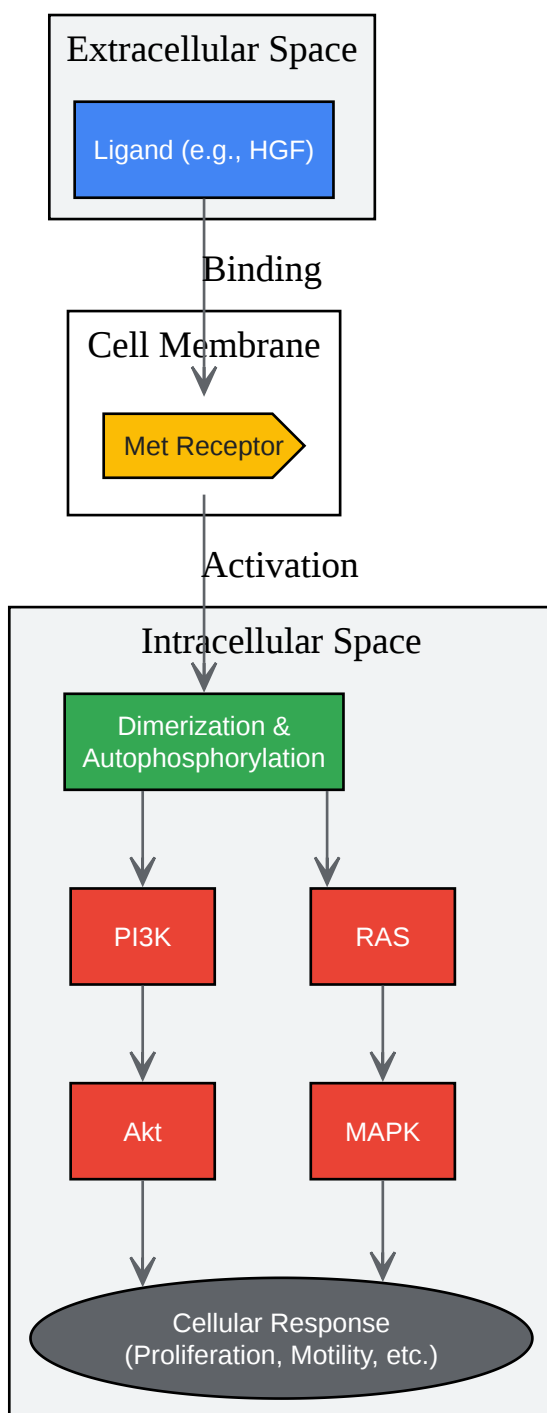 Extracellular Space
Ligand (e.g., HGF)
Binding
Cell Membrane
Met Receptor
Activation
Intracellular Space
Dimerization &
Autophosphorylation
PI3K
RAS
Akt
MAPK
Cellular Response
(Proliferation, Motility, etc.)